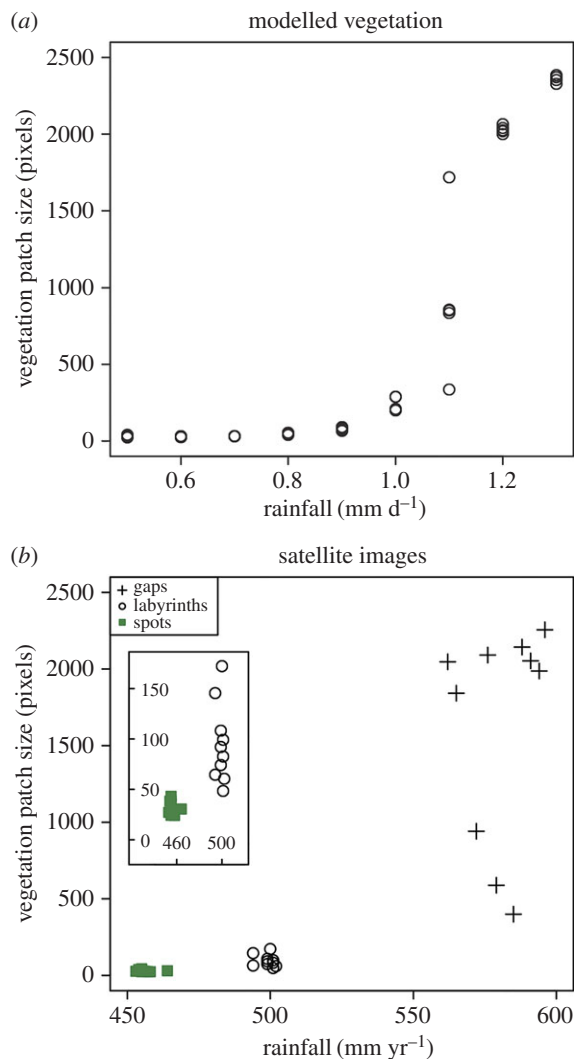 (a) modelled vegetation
2500
2000
1500
1000
500
0
vegetation patch size (pixels)
0.6 0.8 1.0 1.2
rainfall (mm d⁻¹)
(b) satellite images
2500
2000
1500
1000
500
0
vegetation patch size (pixels)
gaps
labyrinths
spots
150
100
50
0
460 500
450 500 550 600
rainfall (mm yr⁻¹)